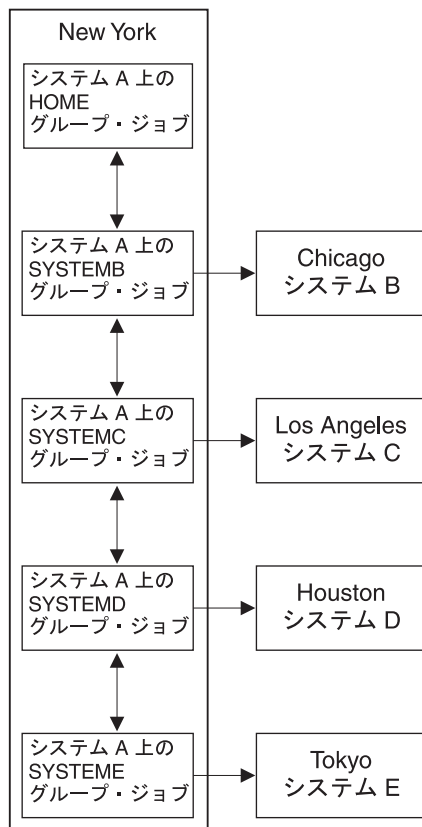 New York
システム A 上の
HOME
グループ・ジョブ
システム A 上の
SYSTEMB
グループ・ジョブ
Chicago
システム B
システム A 上の
SYSTEMC
グループ・ジョブ
Los Angeles
システム C
システム A 上の
SYSTEMD
グループ・ジョブ
Houston
システム D
システム A 上の
SYSTEME
グループ・ジョブ
Tokyo
システム E